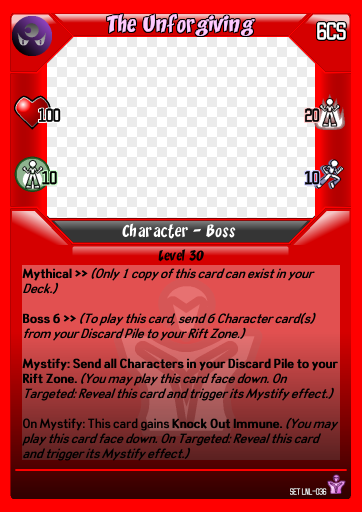 The Unforgiving
6CS
100
20
10
10
Character - Boss
Level 30
Mythical >> (Only 1 copy of this card can exist in your
Deck.)
Boss 6 >> (To play this card, send 6 Character card(s)
from your Discard Pile to your Rift Zone.)
Mystify: Send all Characters in your Discard Pile to your
Rift Zone. (You may play this card face down. On
Targeted: Reveal this card and trigger its Mystify effect.)
On Mystify: This card gains Knock Out Immune. (You may
play this card face down. On Targeted: Reveal this card
and trigger its Mystify effect.)
SET LNL-036